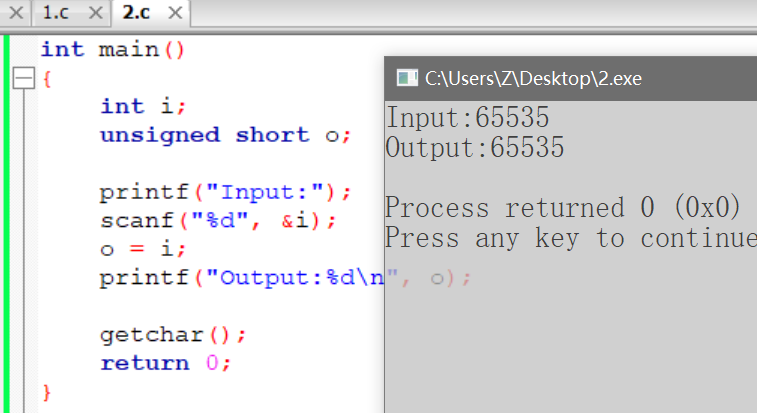 1.c 2.c
int main()
{
int i;
unsigned short o;
printf("Input:");
scanf("%d", &i);
o = i;
printf("Output:%d\n", o);
getchar();
return 0;
}
C:\Users\Z\Desktop\2.exe
Input:65535
Output:65535
Process returned 0 (0x0)
Press any key to continue